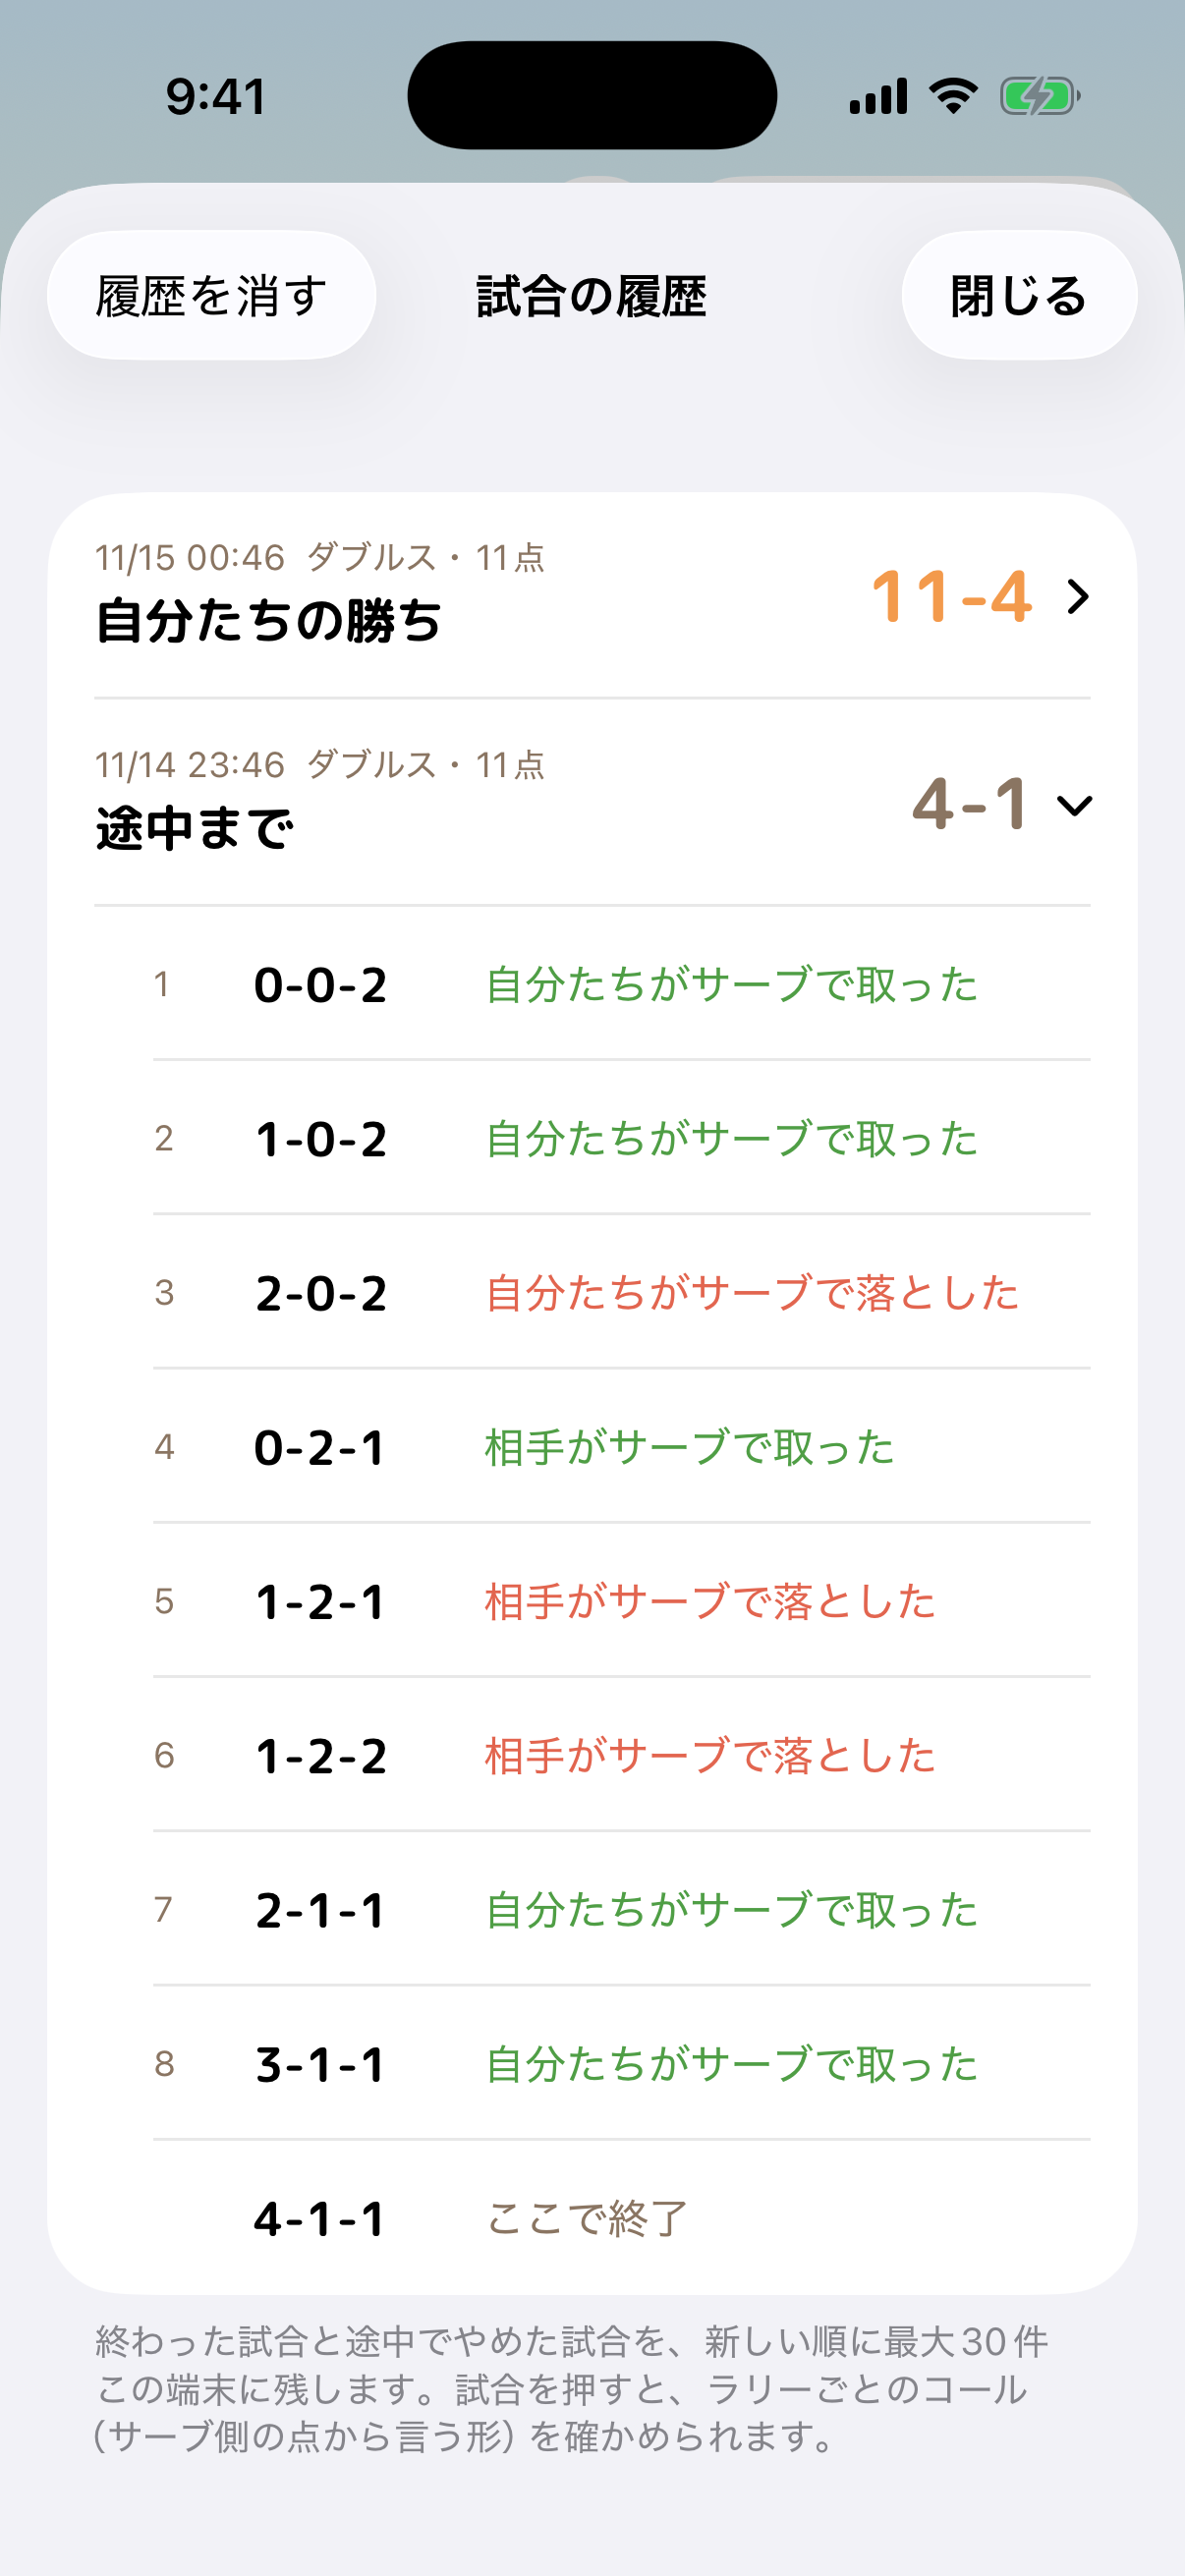 9:41
履歴を消す
試合の履歴
閉じる
11/15 00:46 ダブルス・11点
自分たちの勝ち
11-4
11/14 23:46 ダブルス・11点
途中まで
4-1
1 0-0-2 自分たちがサーブで取った
2 1-0-2 自分たちがサーブで取った
3 2-0-2 自分たちがサーブで落とした
4 0-2-1 相手がサーブで取った
5 1-2-1 相手がサーブで落とした
6 1-2-2 相手がサーブで落とした
7 2-1-1 自分たちがサーブで取った
8 3-1-1 自分たちがサーブで取った
4-1-1 ここで終了
終わった試合と途中でやめた試合を、新しい順に最大30件
この端末に残します。試合を押すと、ラリーごとのコール
（サーブ側の点から言う形）を確かめられます。